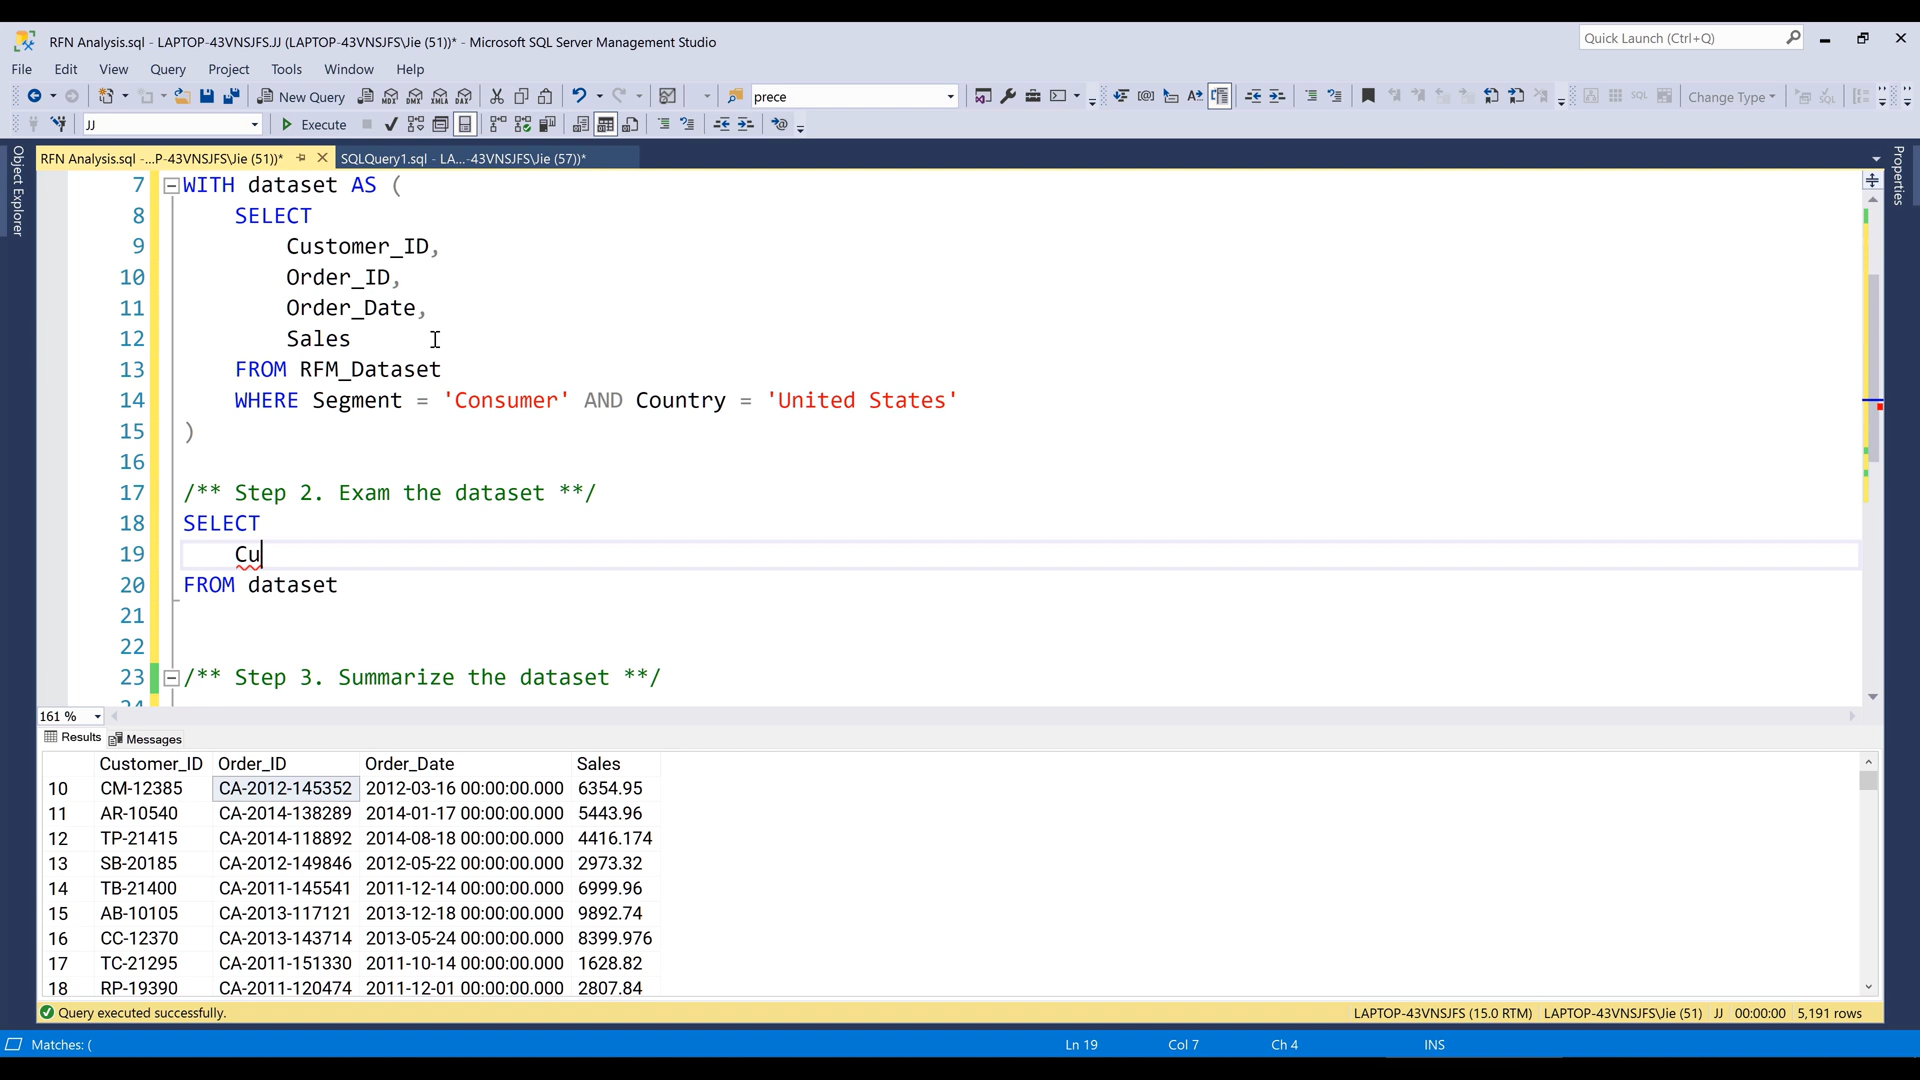 RFN Analysis.sql - LAPTOP-43VNSJFS.JJ (LAPTOP-43VNSJFS\Jie (51))* - Microsoft SQL Server Management Studio
Quick Launch (Ctrl+Q)
File Edit View Query Project Tools Window Help
New Query
MDX DMX XMLA DAX
prece
SQL
Change Type
JJ
Execute
RFN Analysis.sql -...P-43VNSJFS\Jie (51))*
SQLQuery1.sql - LA...-43VNSJFS\Jie (57))*
Object Explorer
Properties
7 WITH dataset AS (
8 SELECT
9 Customer_ID,
10 Order_ID,
11 Order_Date,
12 Sales
13 FROM RFM_Dataset
14 WHERE Segment = 'Consumer' AND Country = 'United States'
15 )
16
17 /** Step 2. Exam the dataset **/
18 SELECT
19 Cu
20 FROM dataset
21
22
23 /** Step 3. Summarize the dataset **/
24
161 %
Results Messages
Customer_ID Order_ID Order_Date Sales
10 CM-12385 CA-2012-145352 2012-03-16 00:00:00.000 6354.95
11 AR-10540 CA-2014-138289 2014-01-17 00:00:00.000 5443.96
12 TP-21415 CA-2014-118892 2014-08-18 00:00:00.000 4416.174
13 SB-20185 CA-2012-149846 2012-05-22 00:00:00.000 2973.32
14 TB-21400 CA-2011-145541 2011-12-14 00:00:00.000 6999.96
15 AB-10105 CA-2013-117121 2013-12-18 00:00:00.000 9892.74
16 CC-12370 CA-2013-143714 2013-05-24 00:00:00.000 8399.976
17 TC-21295 CA-2011-151330 2011-10-14 00:00:00.000 1628.82
18 RP-19390 CA-2011-120474 2011-12-01 00:00:00.000 2807.84
Query executed successfully.
LAPTOP-43VNSJFS (15.0 RTM) LAPTOP-43VNSJFS\Jie (51) JJ 00:00:00 5,191 rows
Matches: (
Ln 19 Col 7 Ch 4 INS